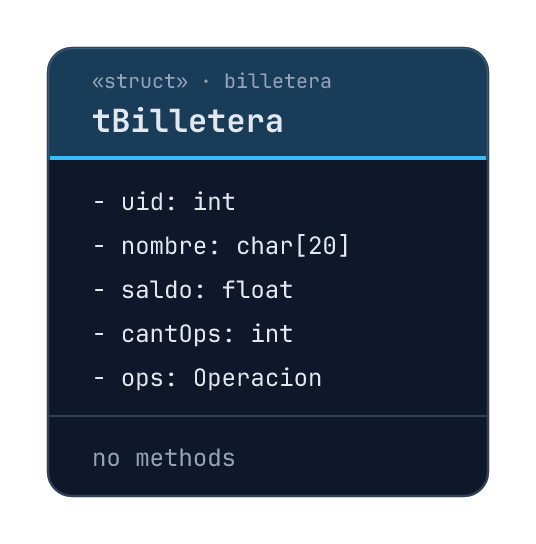 «struct» · billetera
tBilletera
- uid: int
- nombre: char[20]
- saldo: float
- cantOps: int
- ops: Operacion
no methods